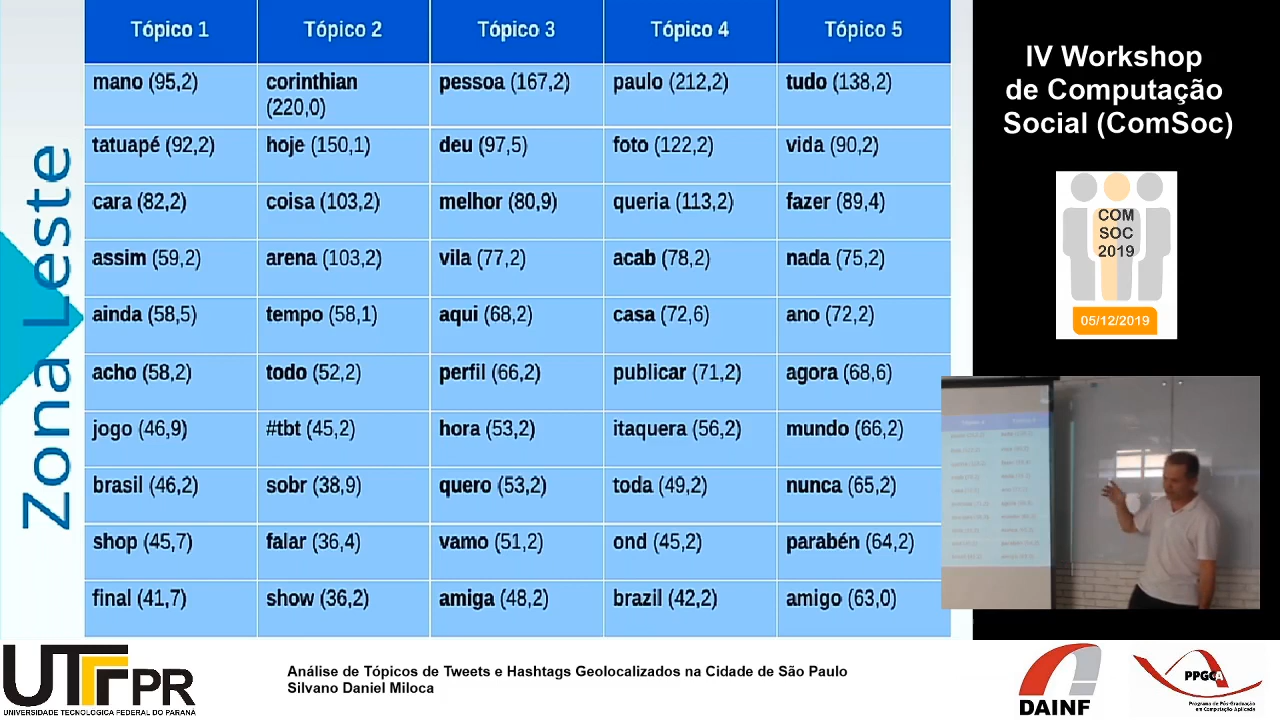 Tópico 1 Tópico 2 Tópico 3 Tópico 4 Tópico 5
mano (95,2) corinthian (220,0) pessoa (167,2) paulo (212,2) tudo (138,2)
tatuapé (92,2) hoje (150,1) deu (97,5) foto (122,2) vida (90,2)
cara (82,2) coisa (103,2) melhor (80,9) queria (113,2) fazer (89,4)
assim (59,2) arena (103,2) vila (77,2) acab (78,2) nada (75,2)
ainda (58,5) tempo (58,1) aqui (68,2) casa (72,6) ano (72,2)
acho (58,2) todo (52,2) perfil (66,2) publicar (71,2) agora (68,6)
jogo (46,9) #tbt (45,2) hora (53,2) itaquera (56,2) mundo (66,2)
brasil (46,2) sobr (38,9) quero (53,2) toda (49,2) nunca (65,2)
shop (45,7) falar (36,4) vamo (51,2) ond (45,2) parabén (64,2)
final (41,7) show (36,2) amiga (48,2) brazil (42,2) amigo (63,0)
Zona Leste
IV Workshop
de Computação
Social (ComSoc)
COM
SOC
2019
05/12/2019
UTFPR
UNIVERSIDADE TECNOLÓGICA FEDERAL DO PARANÁ
Análise de Tópicos de Tweets e Hashtags Geolocalizados na Cidade de São Paulo
Silvano Daniel Miloca
DAINF
PPGCA
Programa de Pós-Graduação
em Computação Aplicada